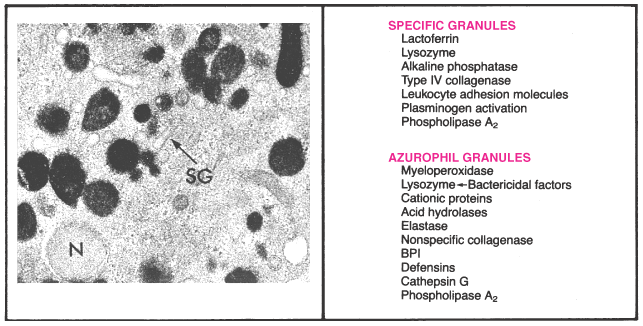 SG
N
SPECIFIC GRANULES
Lactoferrin
Lysozyme
Alkaline phosphatase
Type IV collagenase
Leukocyte adhesion molecules
Plasminogen activation
Phospholipase A₂
AZUROPHIL GRANULES
Myeloperoxidase
Lysozyme←Bactericidal factors
Cationic proteins
Acid hydrolases
Elastase
Nonspecific collagenase
BPI
Defensins
Cathepsin G
Phospholipase A₂